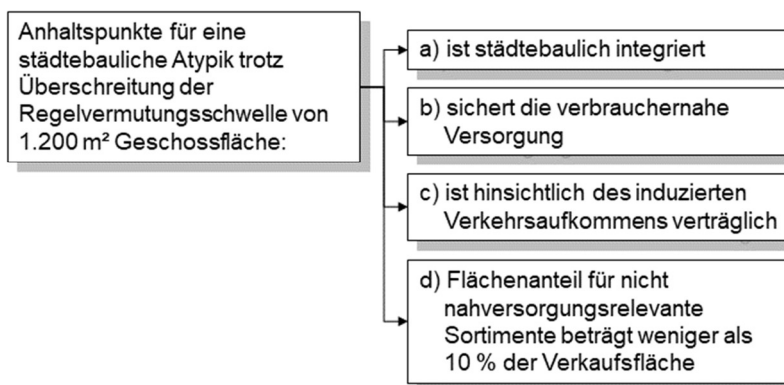 Anhaltspunkte für eine
städtebauliche Atypik trotz
Überschreitung der
Regelvermutungsschwelle von
1.200 m² Geschossfläche:
a) ist städtebaulich integriert
b) sichert die verbrauchernahe
Versorgung
c) ist hinsichtlich des induzierten
Verkehrsaufkommens verträglich
d) Flächenanteil für nicht
nahversorgungsrelevante
Sortimente beträgt weniger als
10 % der Verkaufsfläche